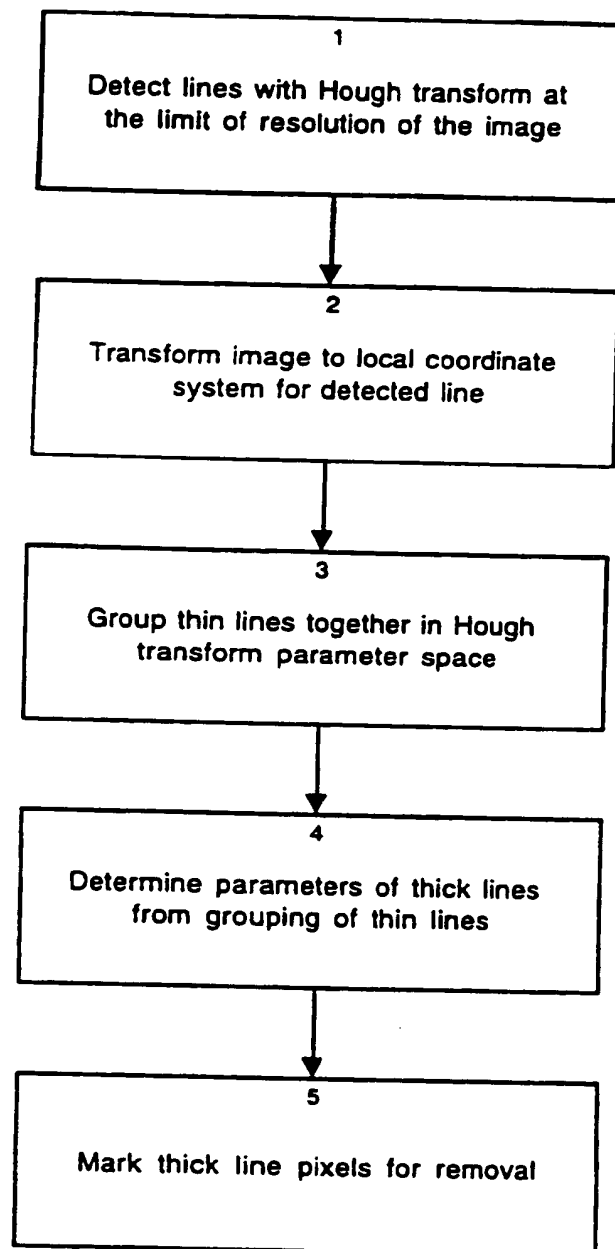 1
Detect lines with Hough transform at
the limit of resolution of the image
2
Transform image to local coordinate
system for detected line
3
Group thin lines together in Hough
transform parameter space
4
Determine parameters of thick lines
from grouping of thin lines
5
Mark thick line pixels for removal